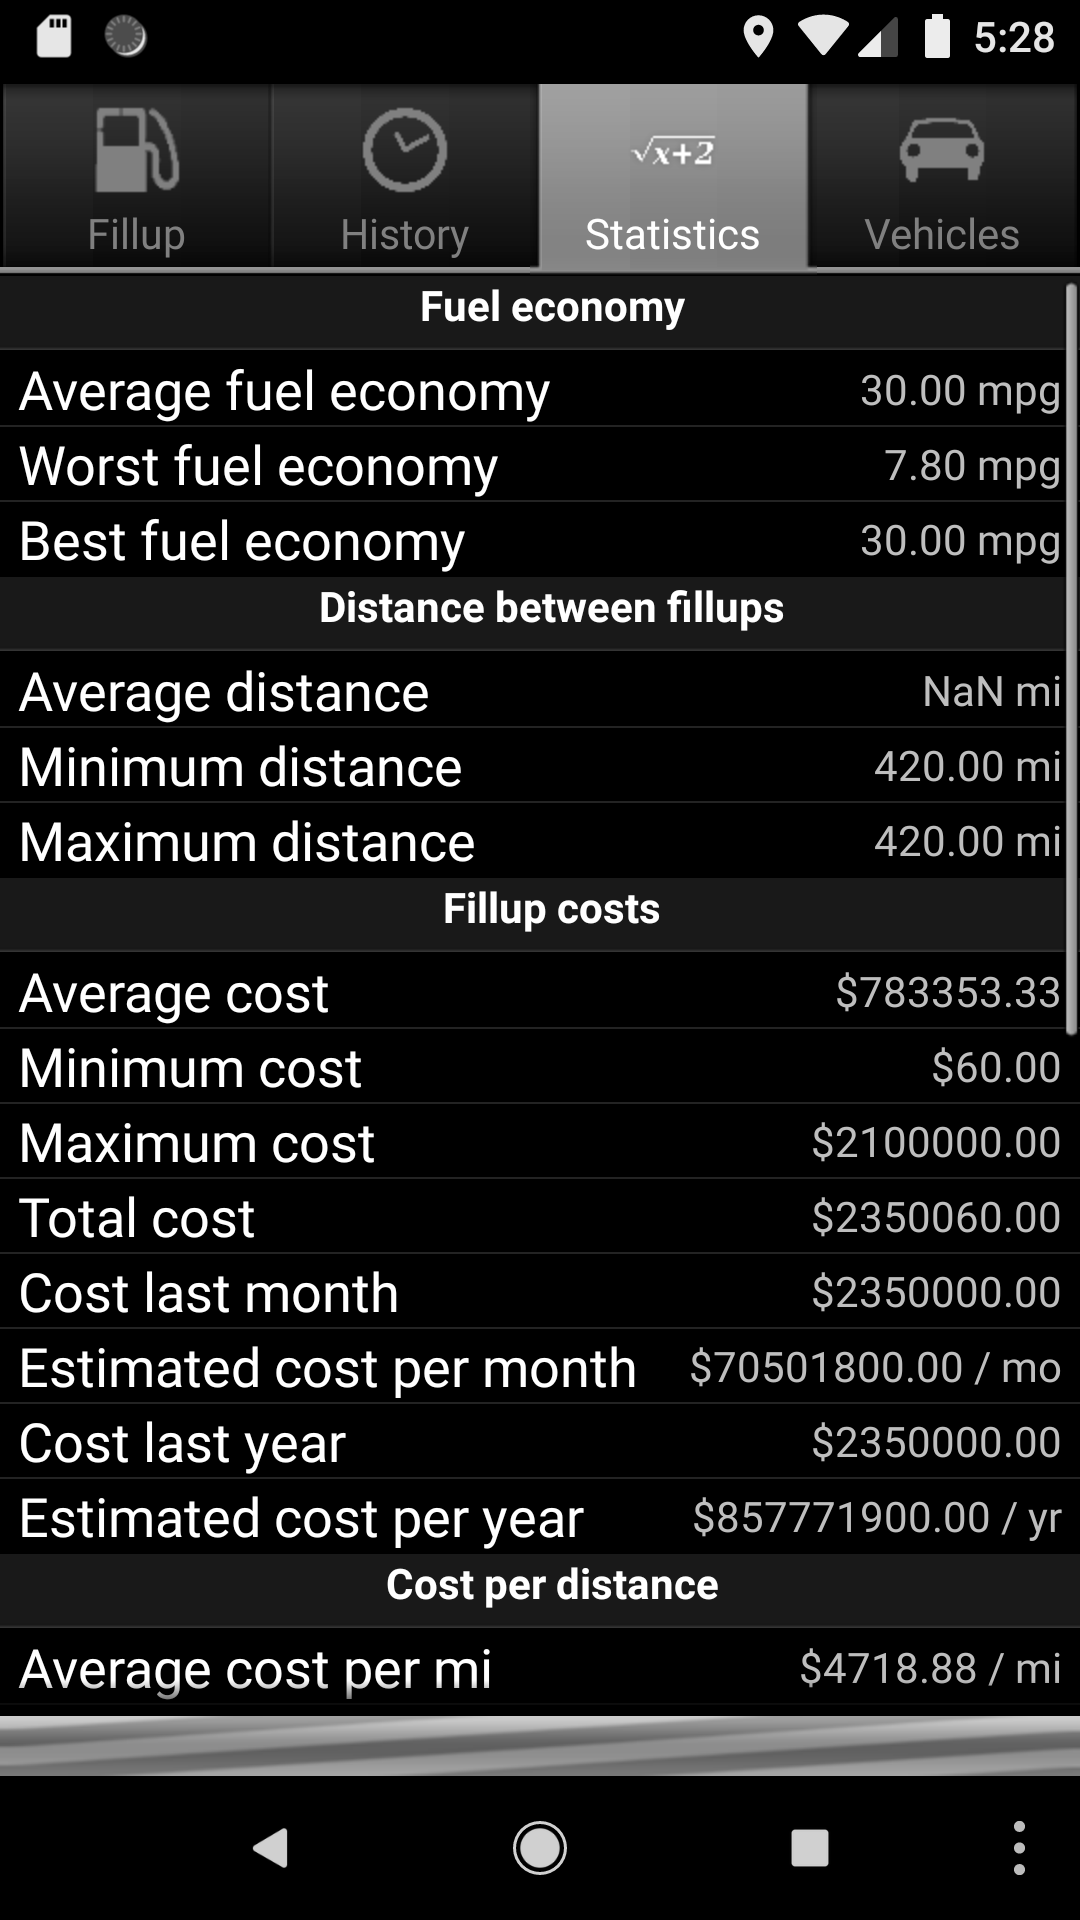 5:28
Fillup
History
√x+2
Statistics
Vehicles
Fuel economy
Average fuel economy 30.00 mpg
Worst fuel economy 7.80 mpg
Best fuel economy 30.00 mpg
Distance between fillups
Average distance NaN mi
Minimum distance 420.00 mi
Maximum distance 420.00 mi
Fillup costs
Average cost $783353.33
Minimum cost $60.00
Maximum cost $2100000.00
Total cost $2350060.00
Cost last month $2350000.00
Estimated cost per month $70501800.00 / mo
Cost last year $2350000.00
Estimated cost per year $857771900.00 / yr
Cost per distance
Average cost per mi $4718.88 / mi